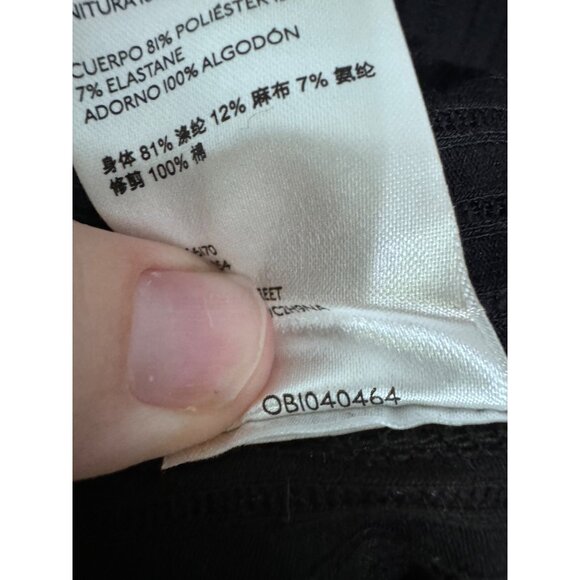 CUERPO 81% POLIÉSTER
7% ELASTANE
ADORNO 100% ALGODÓN
身体 81% 涤纶 12% 麻布 7% 氨纶
修剪 100% 棉
OBI040464